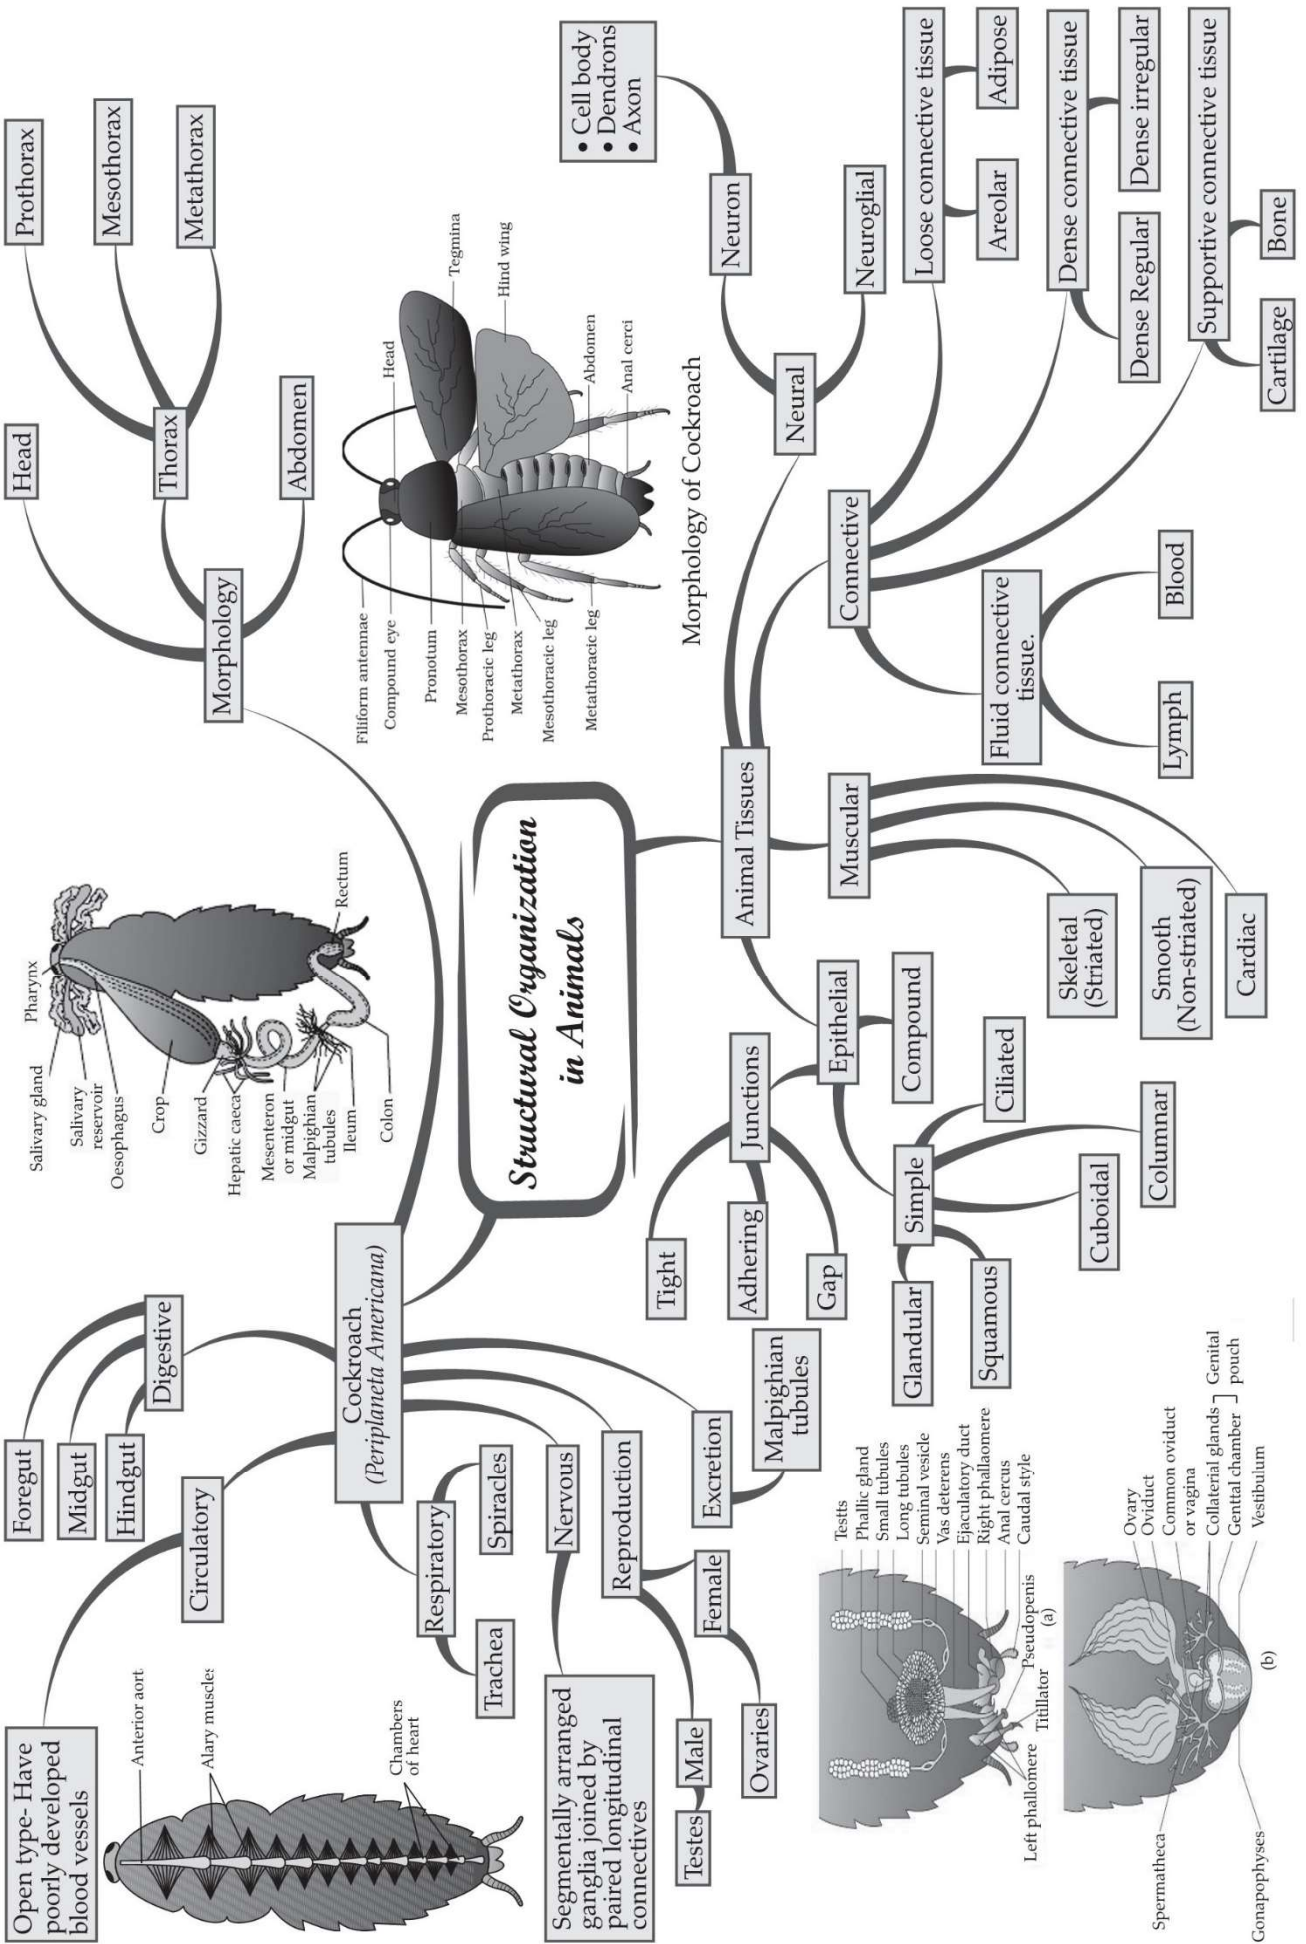 Structural Organization
in Animals
Cockroach
(Periplaneta Americana)
Circulatory
Open type- Have
poorly developed
blood vessels
Anterior aort
Alary muscles
Chambers
of heart
Digestive
Foregut
Midgut
Hindgut
Pharynx
Salivary gland
Salivary
reservoir
Oesophagus
Crop
Gizzard
Hepatic caeca
Mesenteron
or midgut
Malpighian
tubules
Ileum
Colon
Rectum
Morphology
Head
Thorax
Prothorax
Mesothorax
Metathorax
Abdomen
Filiform antennae
Compound eye
Pronotum
Mesothorax
Prothoracic leg
Metathorax
Mesothoracic leg
Metathoracic leg
Head
Tegmina
Hind wing
Abdomen
Anal cerci
Morphology of Cockroach
Respiratory
Trachea
Spiracles
Nervous
Segmentally arranged
ganglia joined by
paired longitudinal
connectives
Reproduction
Male
Testes
Female
Ovaries
Excretion
Malpighian
tubules
Testts
Phallic gland
Small tubules
Long tubules
Seminal vesicle
Vas deterens
Ejaculatory duct
Right phallaomere
Anal cercus
Caudal style
Pseudopenis
Titillator
Left phallomere
(a)
Ovary
Oviduct
Common oviduct
or vagina
Collaterial glands
Genttal chamber
Genital
pouch
Vestibulum
Spermatheca
Gonapophyses
(b)
Animal Tissues
Epithelial
Junctions
Tight
Adhering
Gap
Simple
Glandular
Squamous
Cuboidal
Columnar
Ciliated
Compound
Muscular
Skeletal
(Striated)
Smooth
(Non-striated)
Cardiac
Connective
Fluid connective
tissue.
Lymph
Blood
Loose connective tissue
Areolar
Adipose
Dense connective tissue
Dense Regular
Dense irregular
Supportive connective tissue
Cartilage
Bone
Neural
Neuron
• Cell body
• Dendrons
• Axon
Neuroglial